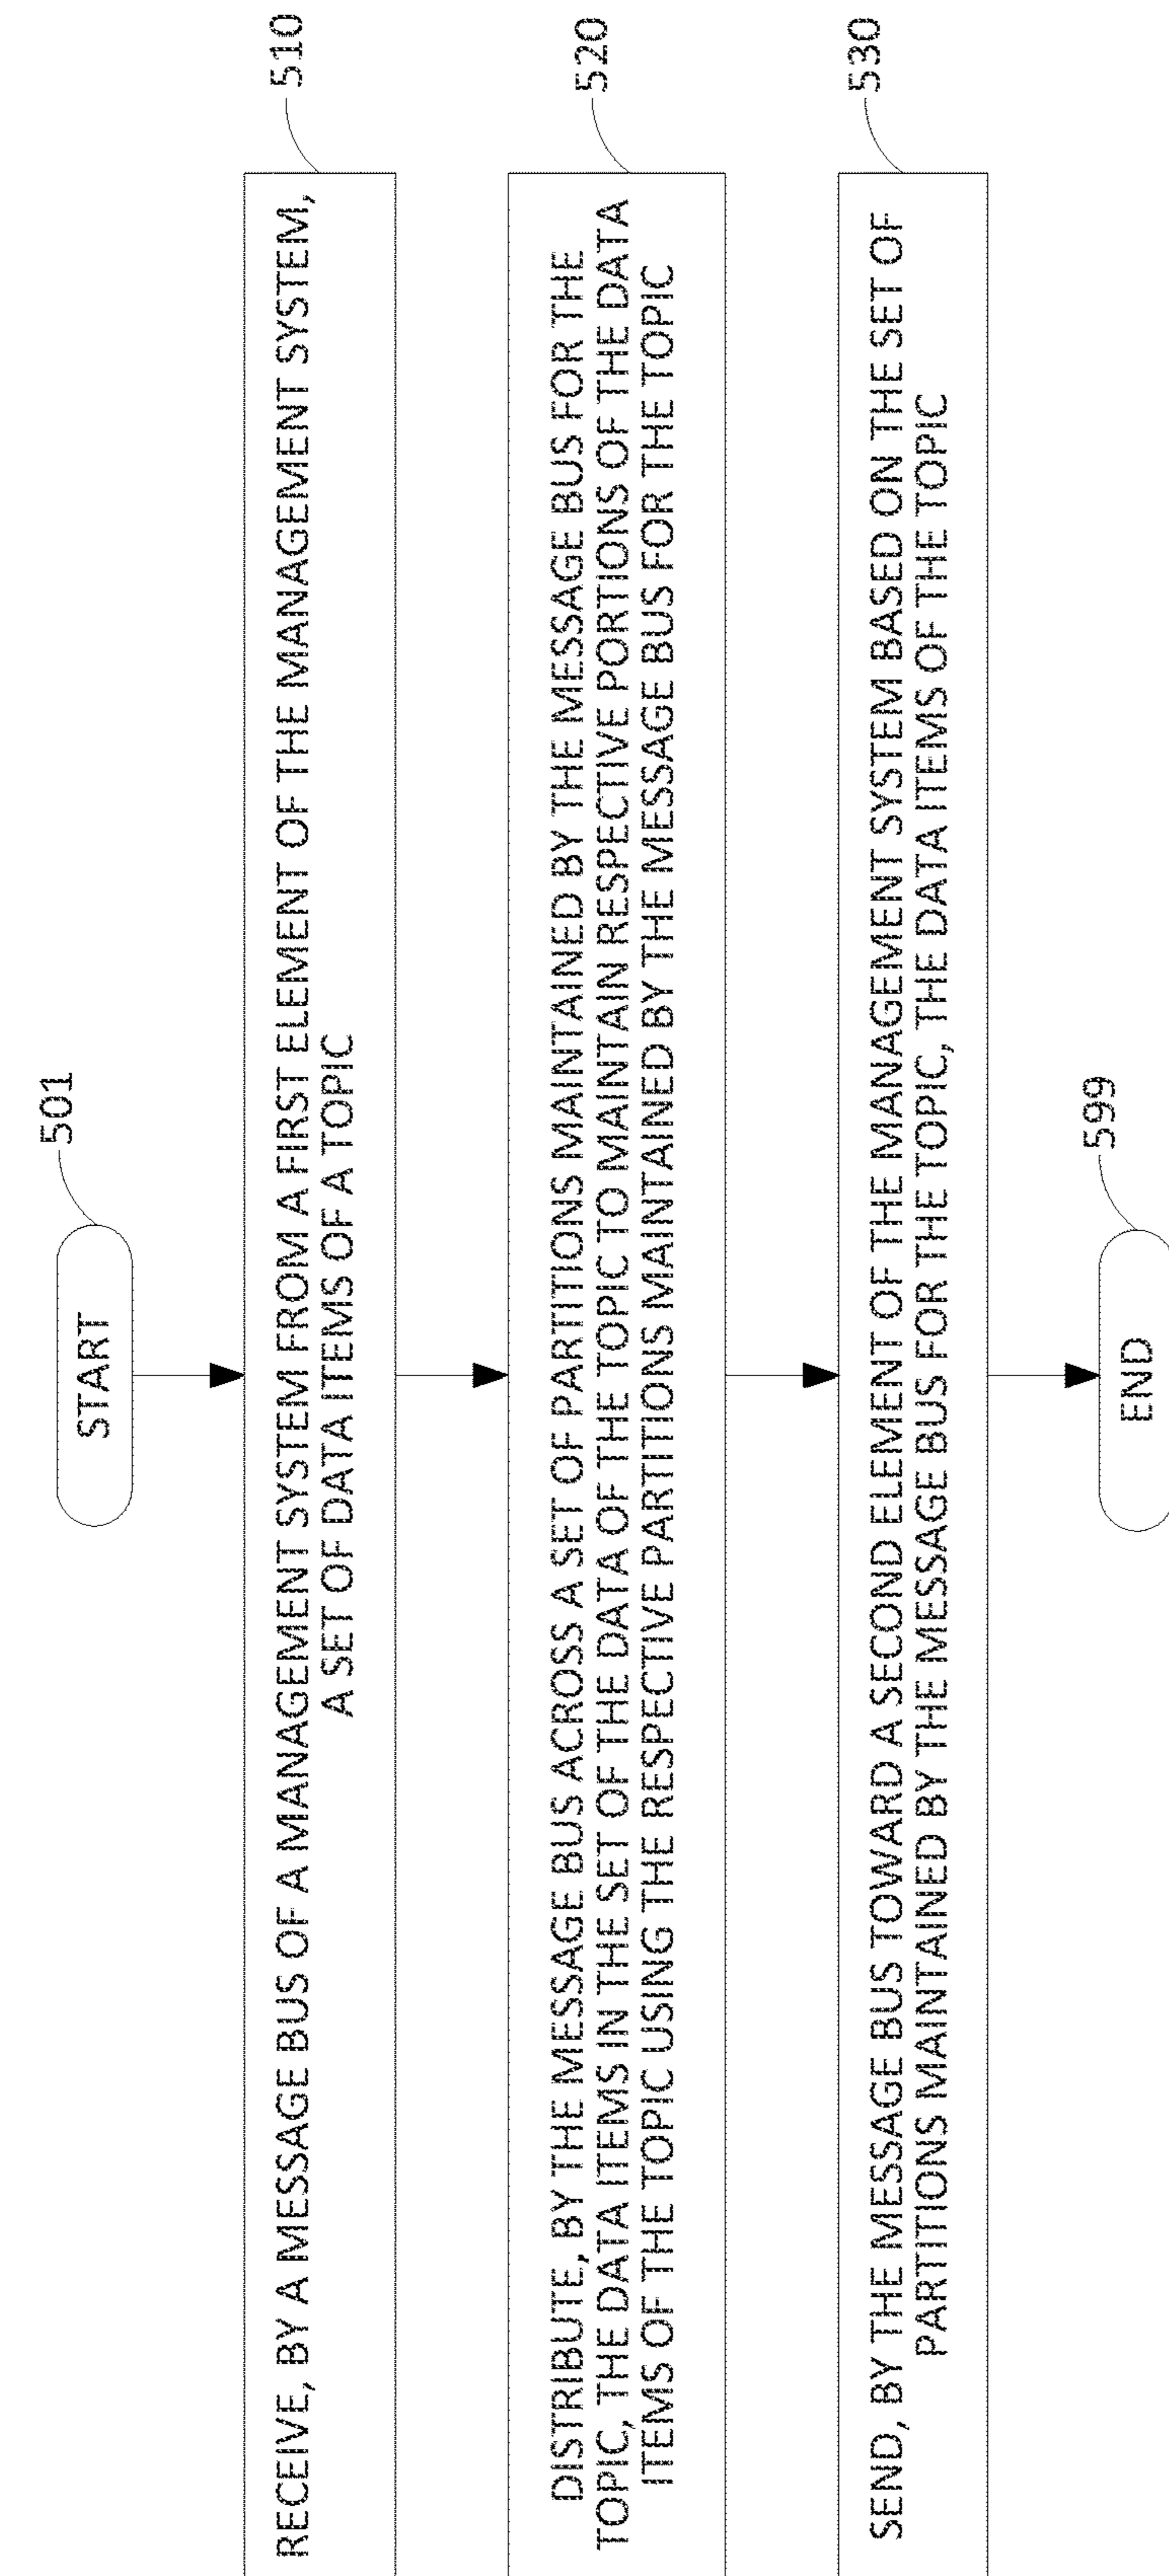 501
START
510
RECEIVE, BY A MESSAGE BUS OF A MANAGEMENT SYSTEM FROM A FIRST ELEMENT OF THE MANAGEMENT SYSTEM,
A SET OF DATA ITEMS OF A TOPIC
520
DISTRIBUTE, BY THE MESSAGE BUS ACROSS A SET OF PARTITIONS MAINTAINED BY THE MESSAGE BUS FOR THE
TOPIC, THE DATA ITEMS IN THE SET OF THE DATA OF THE TOPIC TO MAINTAIN RESPECTIVE PORTIONS OF THE DATA
ITEMS OF THE TOPIC USING THE RESPECTIVE PARTITIONS MAINTAINED BY THE MESSAGE BUS FOR THE TOPIC
530
SEND, BY THE MESSAGE BUS TOWARD A SECOND ELEMENT OF THE MANAGEMENT SYSTEM BASED ON THE SET OF
PARTITIONS MAINTAINED BY THE MESSAGE BUS FOR THE TOPIC, THE DATA ITEMS OF THE TOPIC
599
END